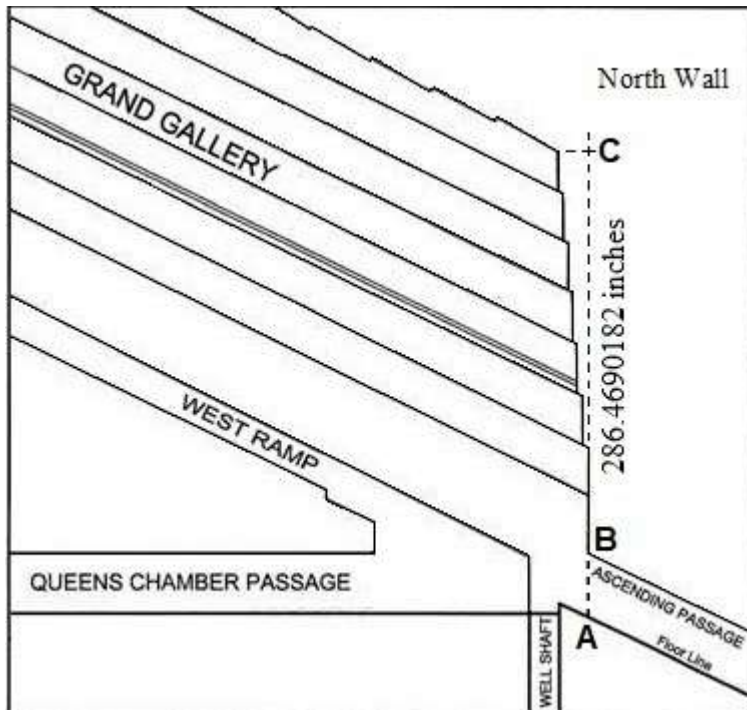 North Wall
GRAND GALLERY
C
286.4690182 inches
WEST RAMP
B
QUEENS CHAMBER PASSAGE
ASCENDING PASSAGE
A
Floor Line
WELL SHAFT